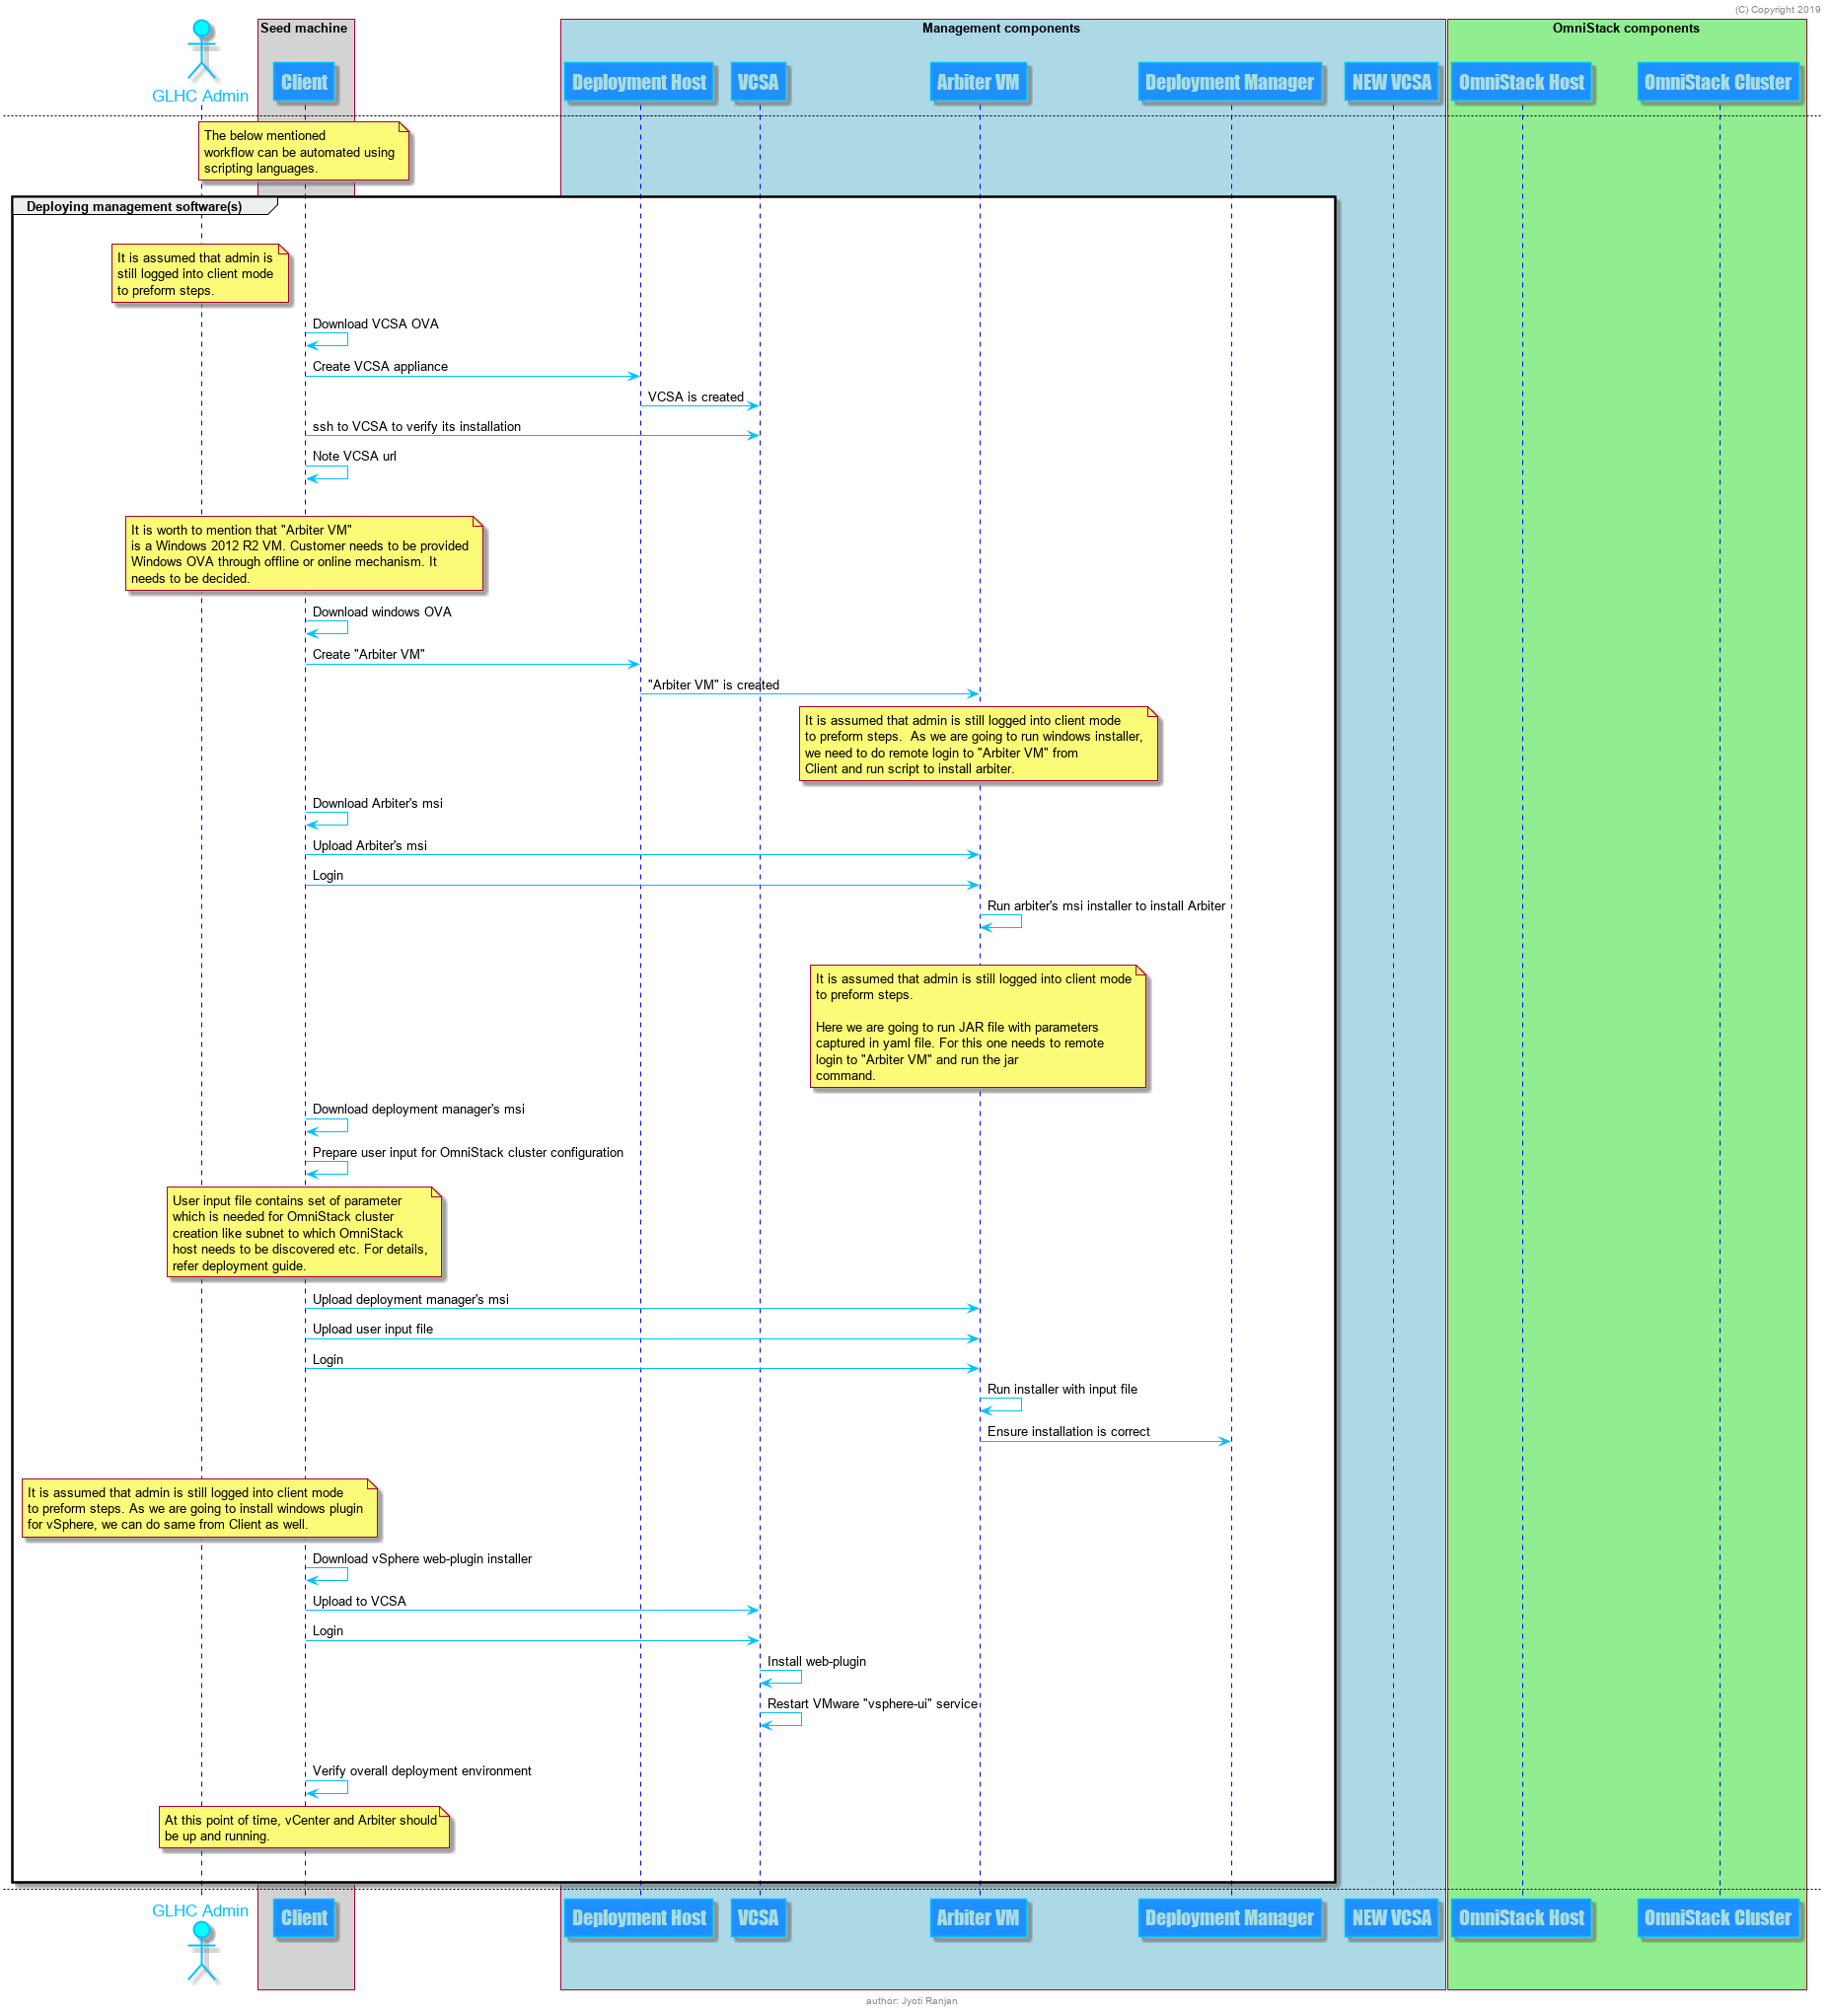 (C) Copyright 2019
Seed machine
Management components
OmniStack components
GLHC Admin
Client
Deployment Host
VCSA
Arbiter VM
Deployment Manager
NEW VCSA
OmniStack Host
OmniStack Cluster
The below mentioned
workflow can be automated using
scripting languages.
Deploying management software(s)
It is assumed that admin is
still logged into client mode
to preform steps.
Download VCSA OVA
Create VCSA appliance
VCSA is created
ssh to VCSA to verify its installation
Note VCSA url
It is worth to mention that "Arbiter VM"
is a Windows 2012 R2 VM. Customer needs to be provided
Windows OVA through offline or online mechanism. It
needs to be decided.
Download windows OVA
Create "Arbiter VM"
"Arbiter VM" is created
It is assumed that admin is still logged into client mode
to preform steps.  As we are going to run windows installer,
we need to do remote login to "Arbiter VM" from
Client and run script to install arbiter.
Download Arbiter's msi
Upload Arbiter's msi
Login
Run arbiter's msi installer to install Arbiter
It is assumed that admin is still logged into client mode
to preform steps.
Here we are going to run JAR file with parameters
captured in yaml file. For this one needs to remote
login to "Arbiter VM" and run the jar
command.
Download deployment manager's msi
Prepare user input for OmniStack cluster configuration
User input file contains set of parameter
which is needed for OmniStack cluster
creation like subnet to which OmniStack
host needs to be discovered etc. For details,
refer deployment guide.
Upload deployment manager's msi
Upload user input file
Login
Run installer with input file
Ensure installation is correct
It is assumed that admin is still logged into client mode
to preform steps. As we are going to install windows plugin
for vSphere, we can do same from Client as well.
Download vSphere web-plugin installer
Upload to VCSA
Login
Install web-plugin
Restart VMware "vsphere-ui" service
Verify overall deployment environment
At this point of time, vCenter and Arbiter should
be up and running.
GLHC Admin
Client
Deployment Host
VCSA
Arbiter VM
Deployment Manager
NEW VCSA
OmniStack Host
OmniStack Cluster
author: Jyoti Ranjan